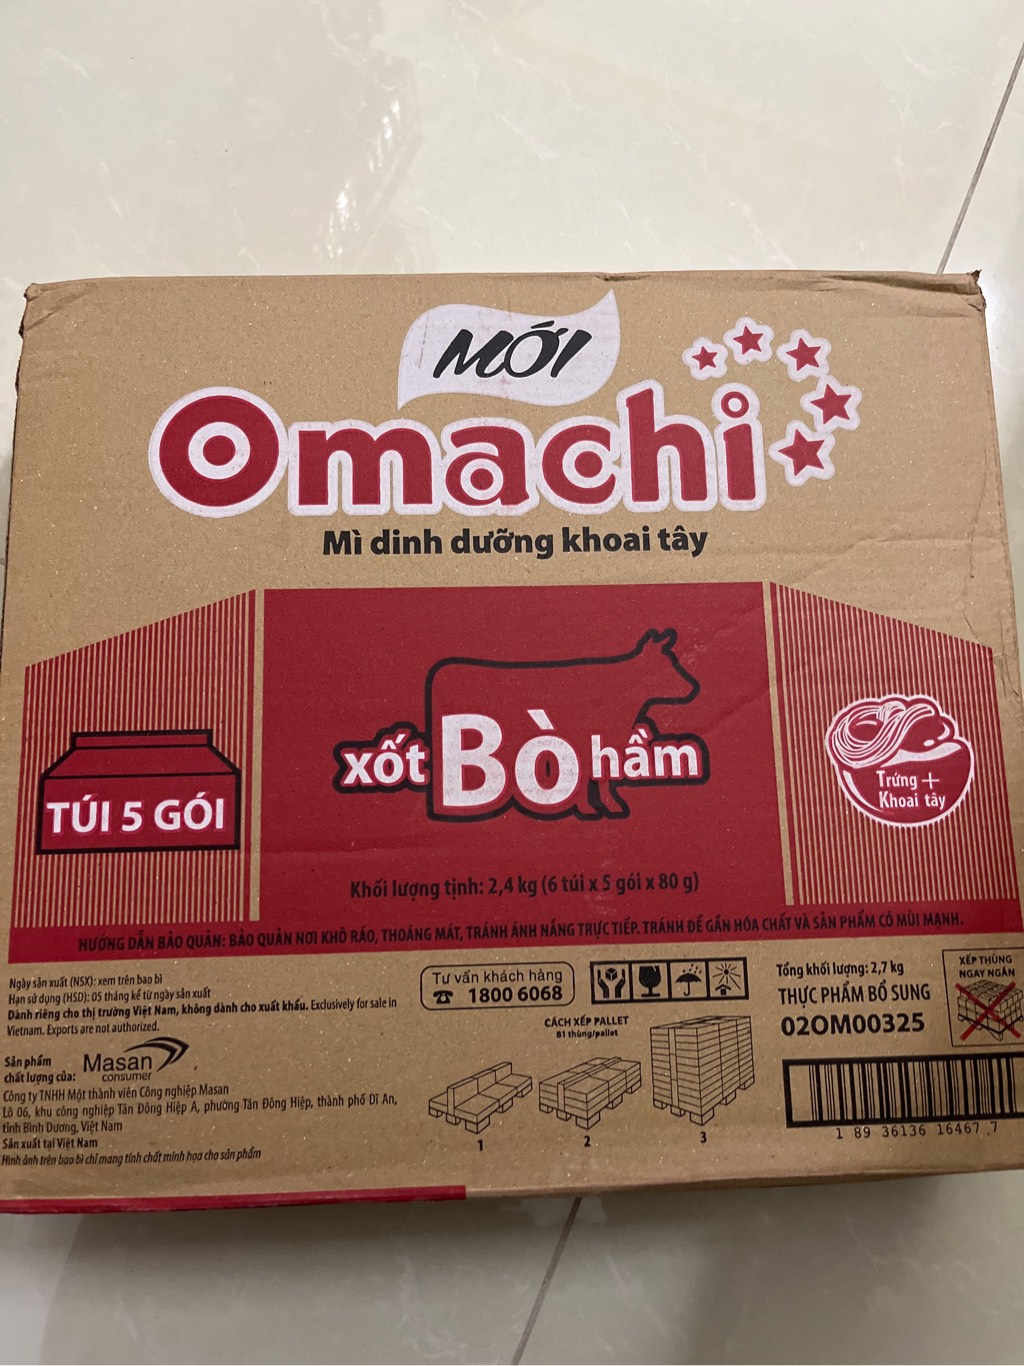 MỚI
Omachi
Mì dinh dưỡng khoai tây
xốt Bò hầm
TÚI 5 GÓI
Trứng +
Khoai tây
Khối lượng tịnh: 2,4 kg (6 túi x 5 gói x 80 g)
HƯỚNG DẪN BẢO QUẢN: BẢO QUẢN NƠI KHÔ RÁO, THOÁNG MÁT, TRÁNH ÁNH NẮNG TRỰC TIẾP. TRÁNH ĐỂ GẦN HÓA CHẤT VÀ SẢN PHẨM CÓ MÙI MẠNH.
Ngày sản xuất (NSX): xem trên bao bì
Hạn sử dụng (HSD): 05 tháng kể từ ngày sản xuất
Dành riêng cho thị trường Việt Nam, không dành cho xuất khẩu. Exclusively for sale in
Vietnam. Exports are not authorized.
Sản phẩm
chất lượng của:
Masan
consumer
Công ty TNHH Một thành viên Công nghiệp Masan
Lô 06, khu công nghiệp Tân Đông Hiệp A, phường Tân Đông Hiệp, thành phố Dĩ An,
tỉnh Bình Dương, Việt Nam
Sản xuất tại Việt Nam
Hình ảnh trên bao bì chỉ mang tính chất minh họa cho sản phẩm
Tư vấn khách hàng
1800 6068
CÁCH XẾP PALLET
81 thùng/pallet
1
2
3
Tổng khối lượng: 2,7 kg
THỰC PHẨM BỔ SUNG
02OM00325
XẾP THÙNG
NGAY NGẮN
1 89 36136 16467 7